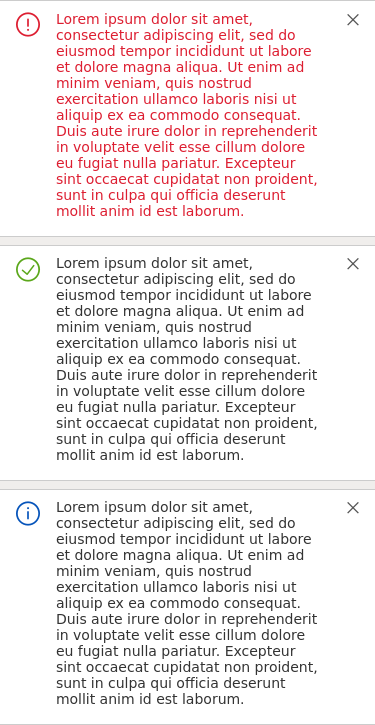 Lorem ipsum dolor sit amet,
consectetur adipiscing elit, sed do
eiusmod tempor incididunt ut labore
et dolore magna aliqua. Ut enim ad
minim veniam, quis nostrud
exercitation ullamco laboris nisi ut
aliquip ex ea commodo consequat.
Duis aute irure dolor in reprehenderit
in voluptate velit esse cillum dolore
eu fugiat nulla pariatur. Excepteur
sint occaecat cupidatat non proident,
sunt in culpa qui officia deserunt
mollit anim id est laborum.
Lorem ipsum dolor sit amet,
consectetur adipiscing elit, sed do
eiusmod tempor incididunt ut labore
et dolore magna aliqua. Ut enim ad
minim veniam, quis nostrud
exercitation ullamco laboris nisi ut
aliquip ex ea commodo consequat.
Duis aute irure dolor in reprehenderit
in voluptate velit esse cillum dolore
eu fugiat nulla pariatur. Excepteur
sint occaecat cupidatat non proident,
sunt in culpa qui officia deserunt
mollit anim id est laborum.
Lorem ipsum dolor sit amet,
consectetur adipiscing elit, sed do
eiusmod tempor incididunt ut labore
et dolore magna aliqua. Ut enim ad
minim veniam, quis nostrud
exercitation ullamco laboris nisi ut
aliquip ex ea commodo consequat.
Duis aute irure dolor in reprehenderit
in voluptate velit esse cillum dolore
eu fugiat nulla pariatur. Excepteur
sint occaecat cupidatat non proident,
sunt in culpa qui officia deserunt
mollit anim id est laborum.